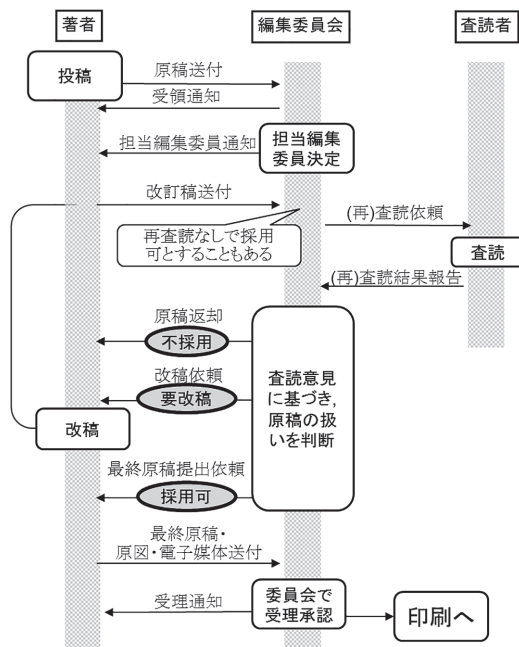 著者
編集委員会
査読者
投稿
原稿送付
受領通知
担当編集委員通知
担当編集
委員決定
改訂稿送付
(再)査読依頼
再査読なしで採用
可とすることもある
査読
(再)査読結果報告
原稿返却
不採用
改稿依頼
要改稿
査読意見
に基づき,
原稿の扱
いを判断
改稿
最終原稿提出依頼
採用可
最終原稿・
原図・電子媒体送付
受理通知
委員会で
受理承認
印刷へ